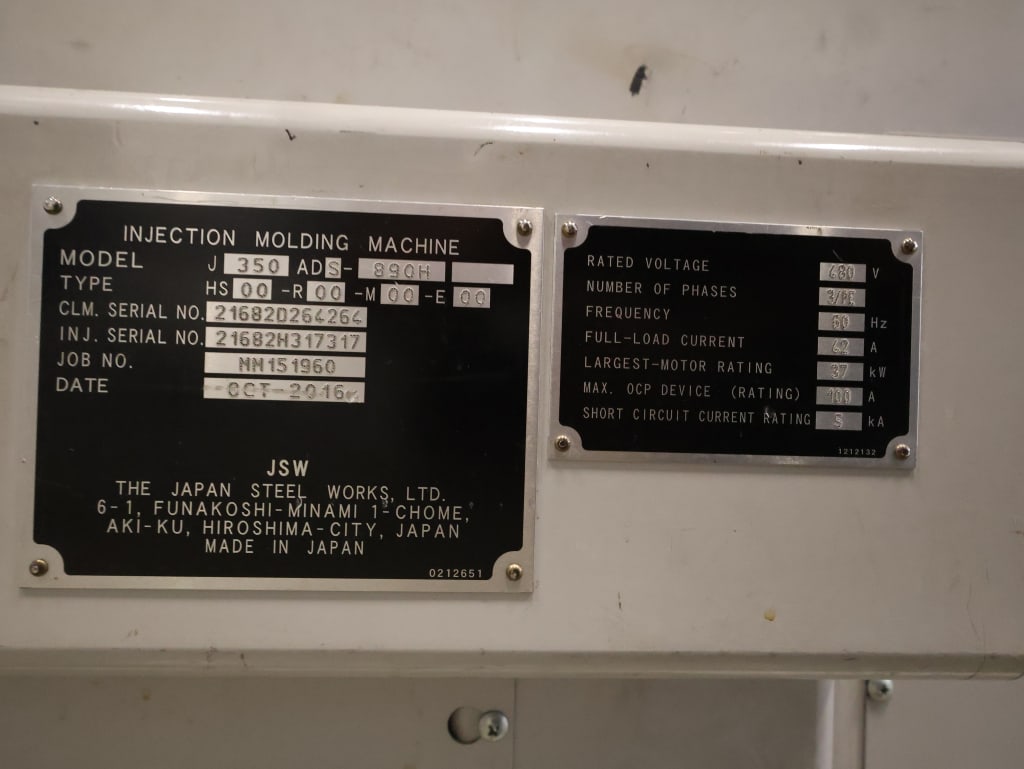 INJECTION MOLDING MACHINE
MODEL J 350 ADS- 890H
TYPE HS 00 -R 00 -M 00 -E 00
CLM. SERIAL NO. 21682D264264
INJ. SERIAL NO. 21682H317317
JOB NO. MM151960
DATE OCT-2016
JSW
THE JAPAN STEEL WORKS, LTD.
6-1, FUNAKOSHI-MINAMI 1-CHOME,
AKI-KU, HIROSHIMA-CITY, JAPAN
MADE IN JAPAN
0212651
RATED VOLTAGE 480 V
NUMBER OF PHASES
FREQUENCY 60 Hz
FULL-LOAD CURRENT 42 A
LARGEST-MOTOR RATING 37 kW
MAX. OCP DEVICE (RATING) 100 A
SHORT CIRCUIT CURRENT RATING 5 kA
1212132